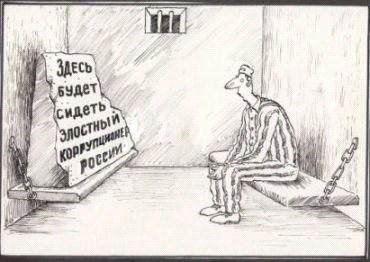 Здесь
будет
сидеть
злостный
коррупционер
России.